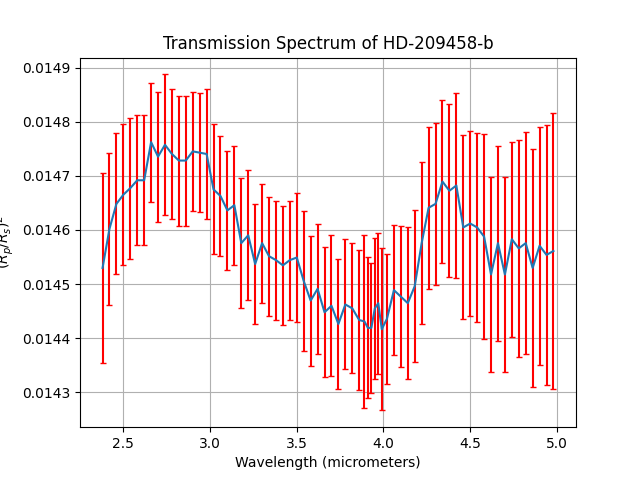 Transmission Spectrum of HD-209458-b
0.0149
0.0148
0.0147
0.0146
0.0145
0.0144
0.0143
(Rp/Rs)²
2.5 3.0 3.5 4.0 4.5 5.0
Wavelength (micrometers)